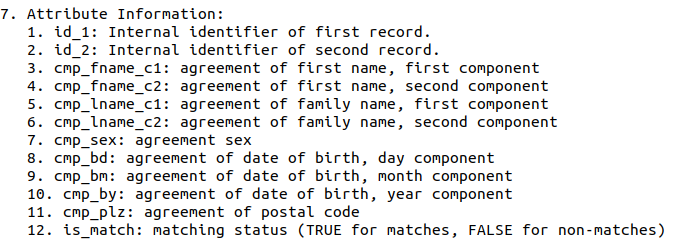 7. Attribute Information:
1. id_1: Internal identifier of first record.
2. id_2: Internal identifier of second record.
3. cmp_fname_c1: agreement of first name, first component
4. cmp_fname_c2: agreement of first name, second component
5. cmp_lname_c1: agreement of family name, first component
6. cmp_lname_c2: agreement of family name, second component
7. cmp_sex: agreement sex
8. cmp_bd: agreement of date of birth, day component
9. cmp_bm: agreement of date of birth, month component
10. cmp_by: agreement of date of birth, year component
11. cmp_plz: agreement of postal code
12. is_match: matching status (TRUE for matches, FALSE for non-matches)